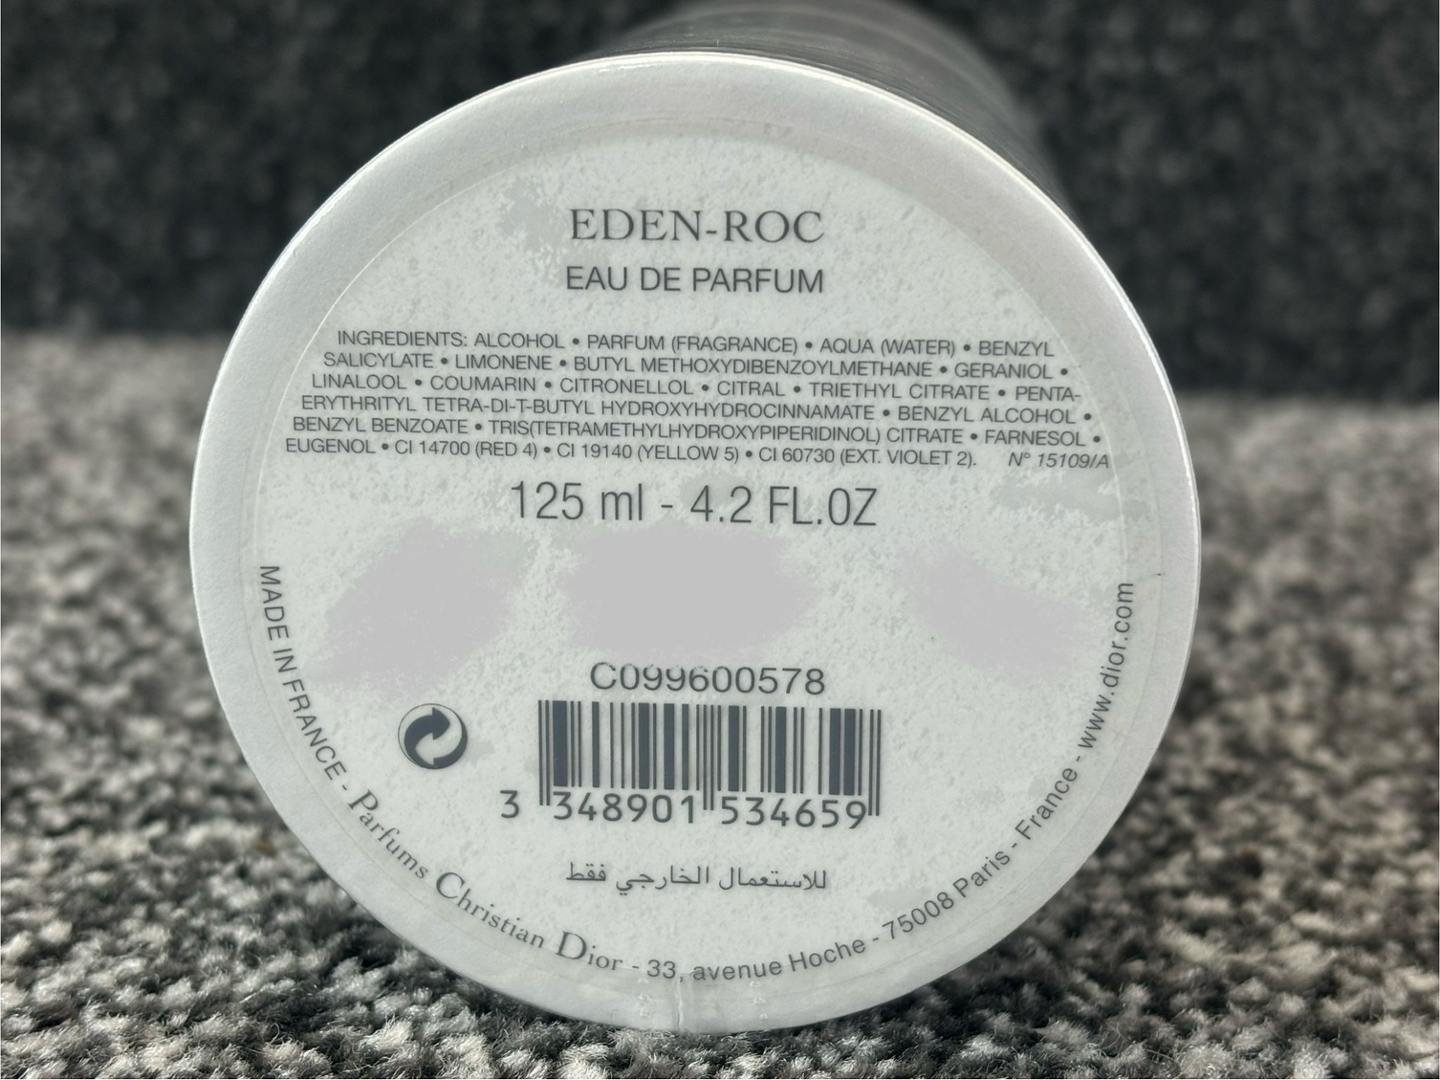 EDEN-ROC
EAU DE PARFUM
INGREDIENTS: ALCOHOL • PARFUM (FRAGRANCE) • AQUA (WATER) • BENZYL
SALICYLATE • LIMONENE • BUTYL METHOXYDIBENZOYLMETHANE • GERANIOL •
LINALOOL • COUMARIN • CITRONELLOL • CITRAL • TRIETHYL CITRATE • PENTA-
ERYTHRITYL TETRA-DI-T-BUTYL HYDROXYHYDROCINNAMATE • BENZYL ALCOHOL •
BENZYL BENZOATE • TRIS(TETRAMETHYLHYDROXYPIPERIDINOL) CITRATE • FARNESOL •
EUGENOL • CI 14700 (RED 4) • CI 19140 (YELLOW 5) • CI 60730 (EXT. VIOLET 2). N° 15109/A
125 ml - 4.2 FL.OZ
C099600578
3 348901 534659
للاستعمال الخارجي فقط
MADE IN FRANCE - Parfums Christian Dior - 33, avenue Hoche - 75008 Paris - France - www.dior.com